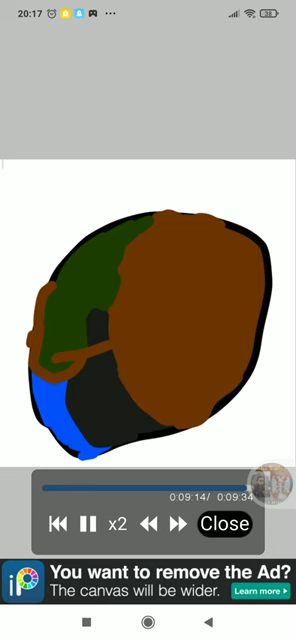 20:17
38
0:09:14/ 0:09:34
x2
Close
You want to remove the Ad?
The canvas will be wider.
Learn more >
iP